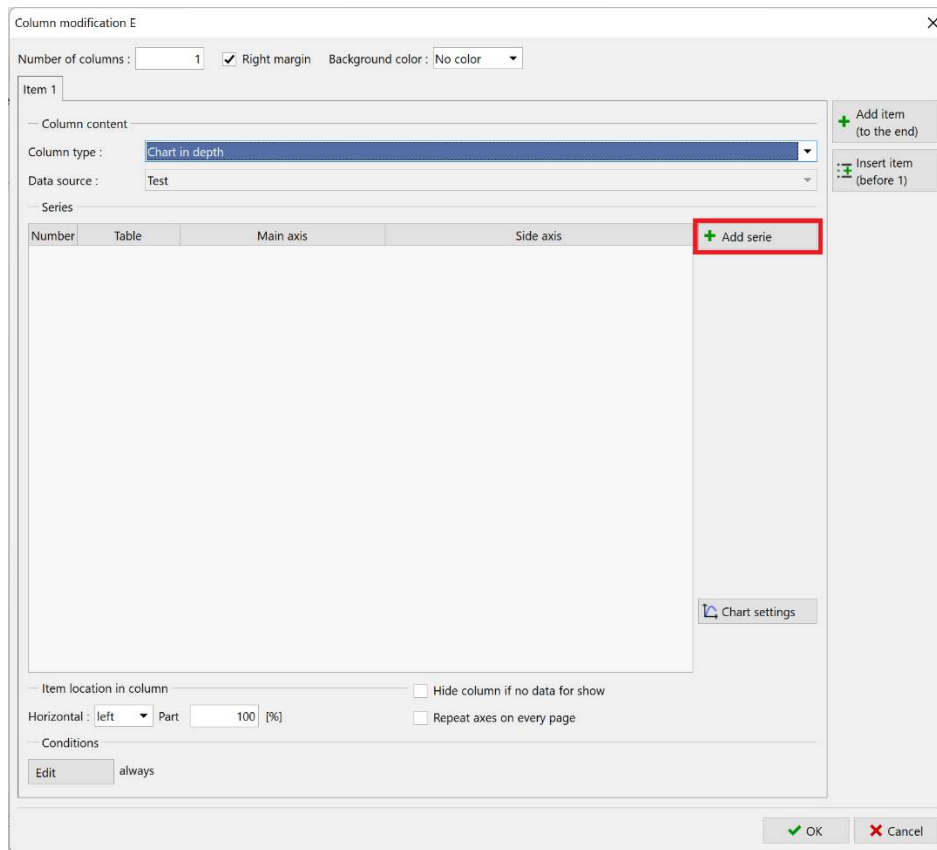 Column modification E
Number of columns : 1 Right margin Background color : No color
Item 1
Add item
(to the end)
Insert item
(before 1)
Column content
Column type : Chart in depth
Data source : Test
Series
Number Table Main axis Side axis
Add serie
Chart settings
Item location in column
Hide column if no data for show
Horizontal : left Part 100 [%]
Repeat axes on every page
Conditions
Edit always
OK Cancel